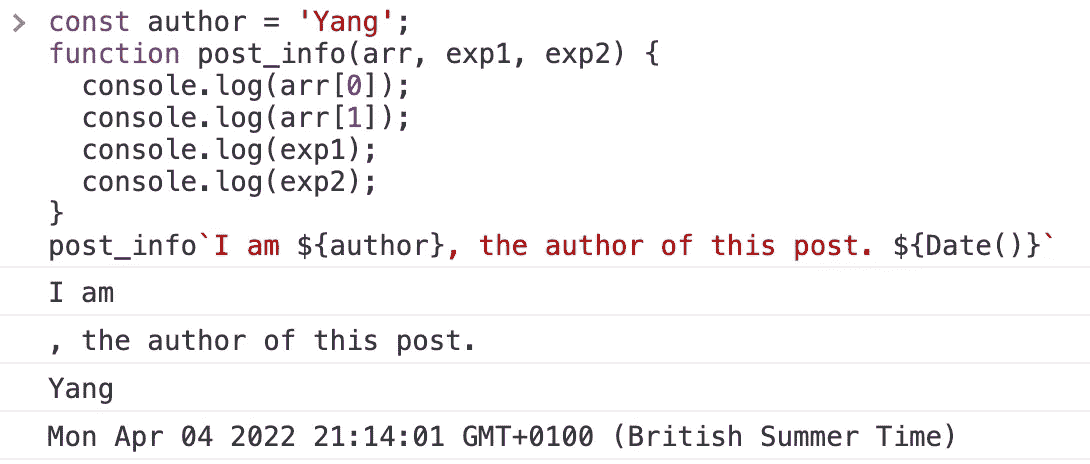 const author = 'Yang';
function post_info(arr, exp1, exp2) {
  console.log(arr[0]);
  console.log(arr[1]);
  console.log(exp1);
  console.log(exp2);
}
post_info`I am ${author}, the author of this post. ${Date()}`
I am
, the author of this post.
Yang
Mon Apr 04 2022 21:14:01 GMT+0100 (British Summer Time)